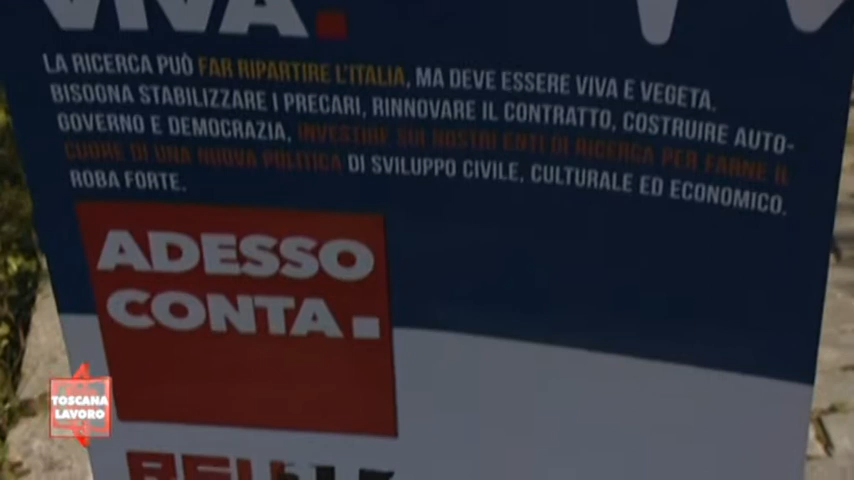 VIVA.
LA RICERCA PUÒ FAR RIPARTIRE L'ITALIA, MA DEVE ESSERE VIVA E VEGETA.
BISOGNA STABILIZZARE I PRECARI, RINNOVARE IL CONTRATTO, COSTRUIRE AUTO-
GOVERNO E DEMOCRAZIA, INVESTIRE SUI NOSTRI ENTI DI RICERCA PER FARNE IL
CUORE DI UNA NUOVA POLITICA DI SVILUPPO CIVILE, CULTURALE ED ECONOMICO.
ROBA FORTE.
ADESSO
CONTA.
TOSCANA
LAVORO